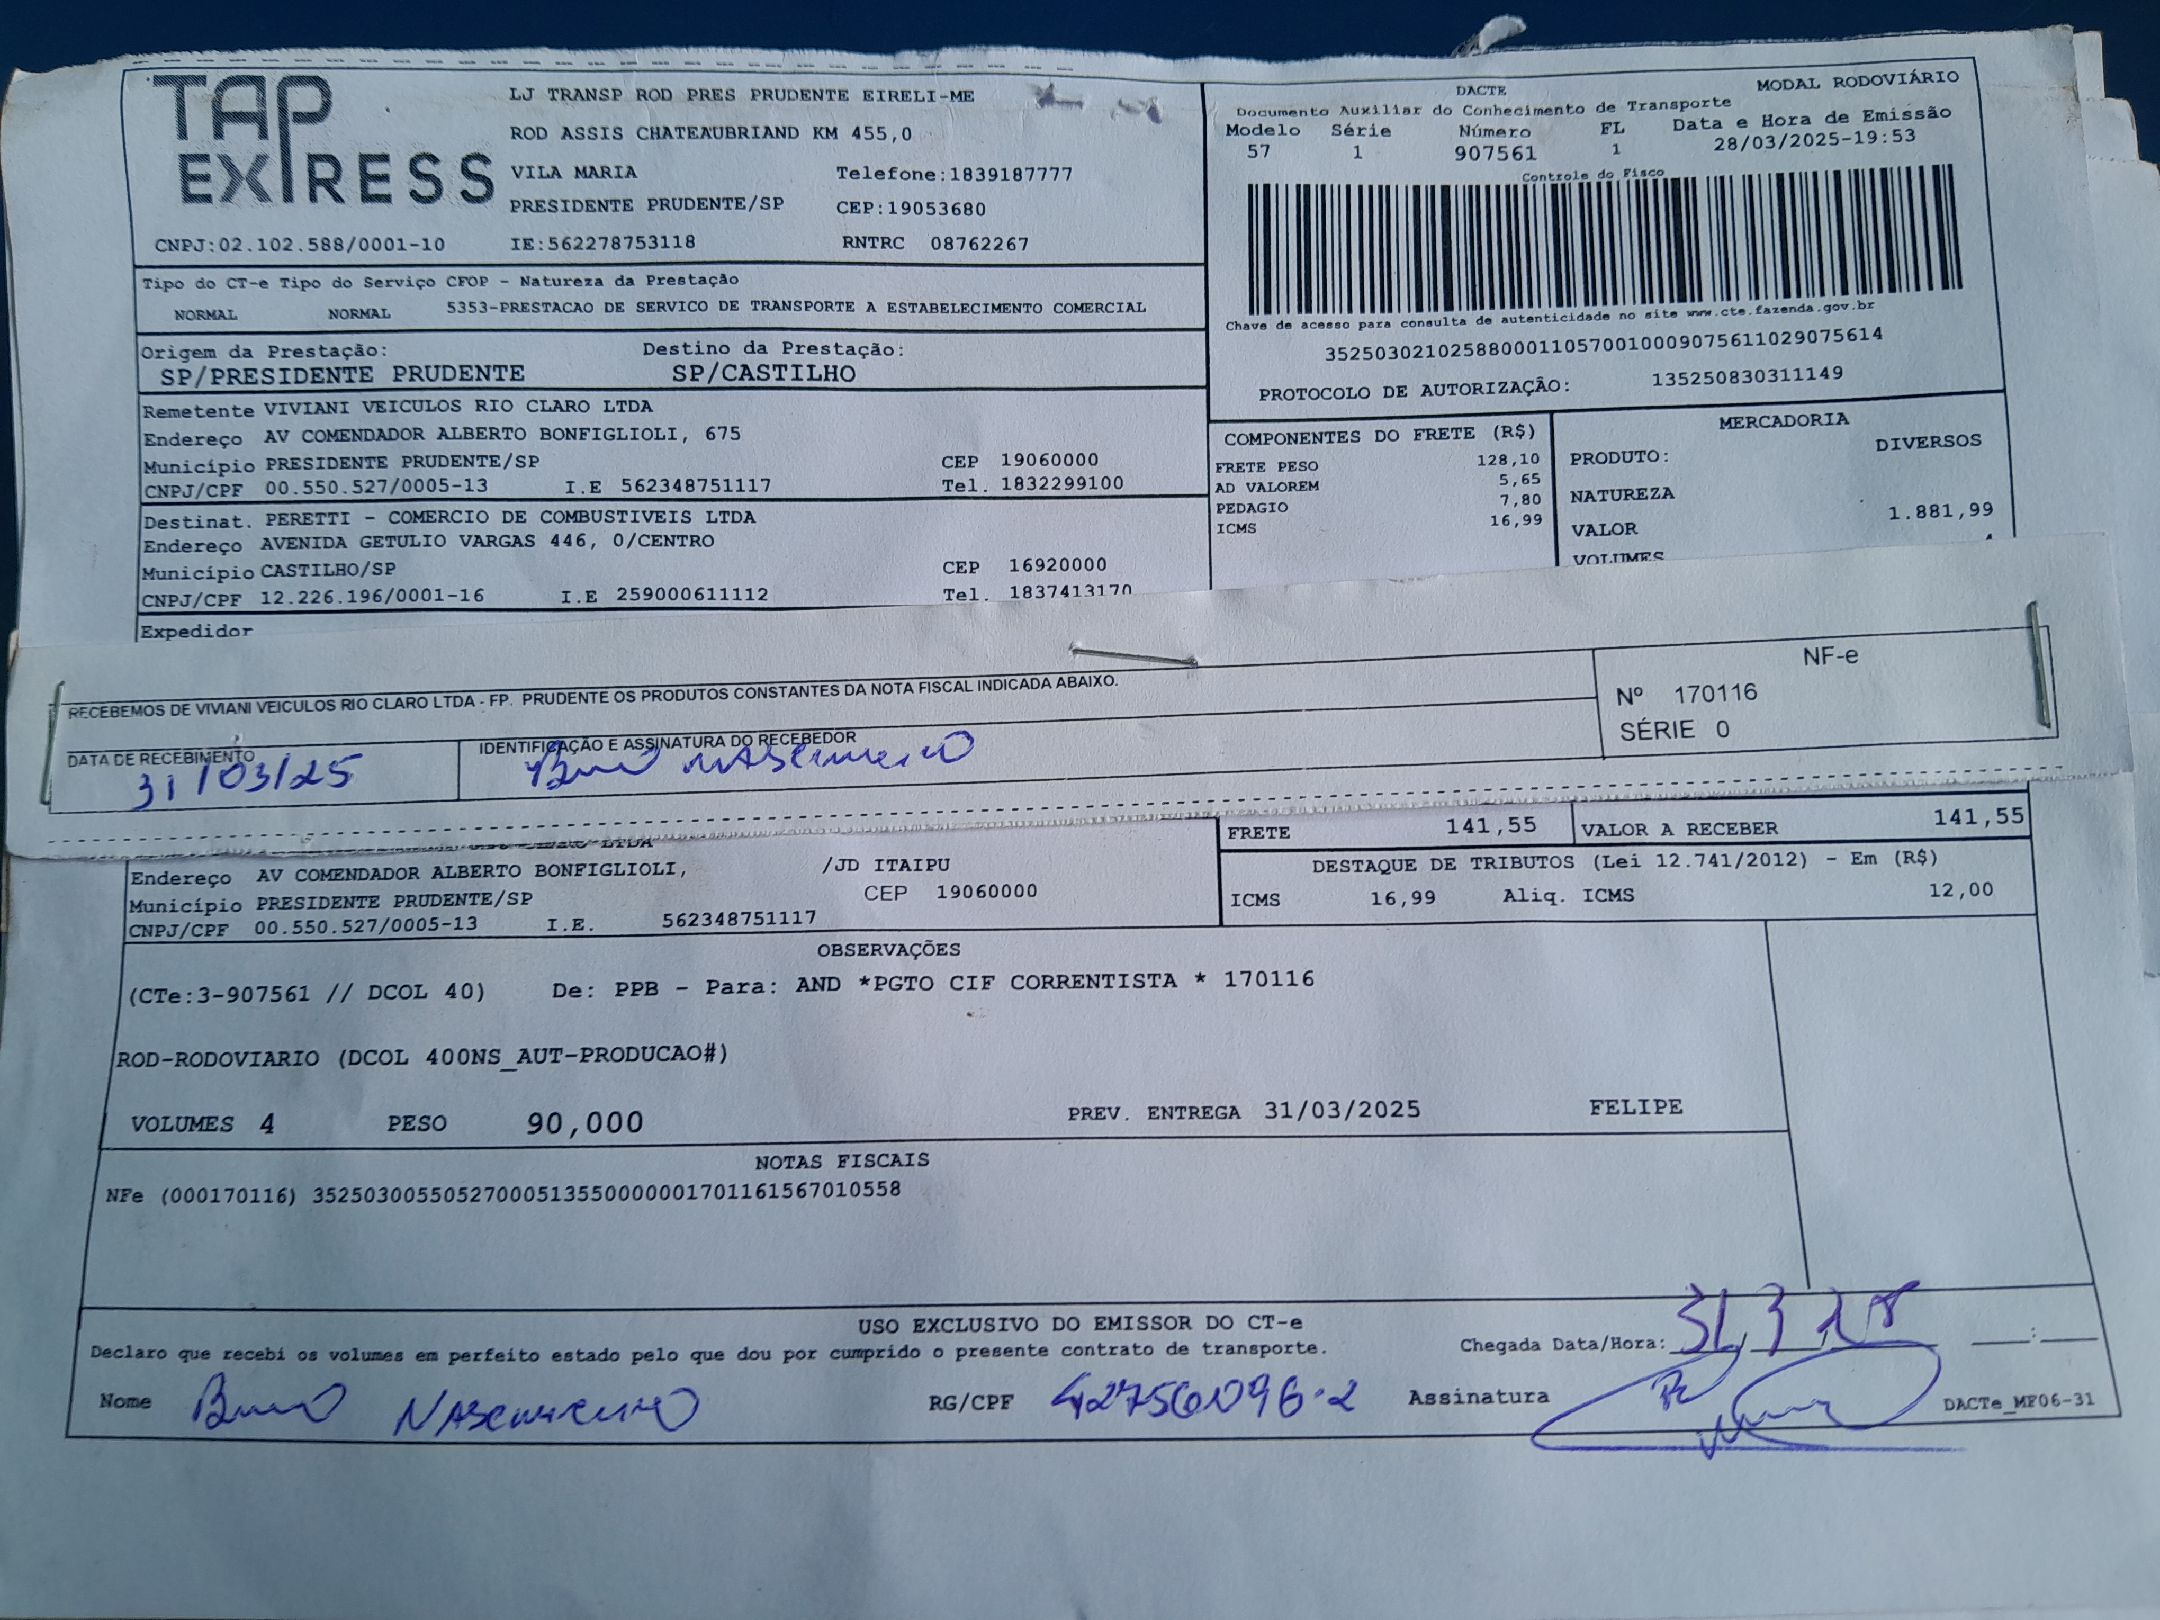 TAP EXPRESS
LJ TRANSP ROD PRES PRUDENTE EIRELI-ME
ROD ASSIS CHATEAUBRIAND KM 455,0
VILA MARIA Telefone:1839187777
PRESIDENTE PRUDENTE/SP CEP:19053680
CNPJ:02.102.588/0001-10 IE:562278753118 RNTRC 08762267
DACTE MODAL RODOVIÁRIO
Documento Auxiliar do Conhecimento de Transporte
Modelo Série Número FL Data e Hora de Emissão
57 1 907561 1 28/03/2025-19:53
Controle do Fisco
Chave de acesso para consulta de autenticidade no site www.cte.fazenda.gov.br
35250302102588000110570010009075611029075614
PROTOCOLO DE AUTORIZAÇÃO: 135250830311149
Tipo do CT-e Tipo do Serviço CFOP - Natureza da Prestação
NORMAL NORMAL 5353-PRESTACAO DE SERVICO DE TRANSPORTE A ESTABELECIMENTO COMERCIAL
Origem da Prestação: Destino da Prestação:
SP/PRESIDENTE PRUDENTE SP/CASTILHO
Remetente VIVIANI VEICULOS RIO CLARO LTDA
Endereço AV COMENDADOR ALBERTO BONFIGLIOLI, 675
Município PRESIDENTE PRUDENTE/SP CEP 19060000
CNPJ/CPF 00.550.527/0005-13 I.E 562348751117 Tel. 1832299100
Destinat. PERETTI - COMERCIO DE COMBUSTIVEIS LTDA
Endereço AVENIDA GETULIO VARGAS 446, 0/CENTRO
Município CASTILHO/SP CEP 16920000
CNPJ/CPF 12.226.196/0001-16 I.E 259000611112 Tel. 1837413170
Expedidor
COMPONENTES DO FRETE (R$)
FRETE PESO 128,10
AD VALOREM 5,65
PEDAGIO 7,80
ICMS 16,99
MERCADORIA
PRODUTO: DIVERSOS
NATUREZA
VALOR 1.881,99
VOLUMES
RECEBEMOS DE VIVIANI VEICULOS RIO CLARO LTDA - FP. PRUDENTE OS PRODUTOS CONSTANTES DA NOTA FISCAL INDICADA ABAIXO.
DATA DE RECEBIMENTO IDENTIFICAÇÃO E ASSINATURA DO RECEBEDOR
31/03/25 Bruno Nascimento
NF-e
Nº 170116
SÉRIE 0
FRETE 141,55 VALOR A RECEBER 141,55
LTDA
Endereço AV COMENDADOR ALBERTO BONFIGLIOLI, /JD ITAIPU
Município PRESIDENTE PRUDENTE/SP CEP 19060000
CNPJ/CPF 00.550.527/0005-13 I.E. 562348751117
DESTAQUE DE TRIBUTOS (Lei 12.741/2012) - Em (R$)
ICMS 16,99 Aliq. ICMS 12,00
OBSERVAÇÕES
(CTe:3-907561 // DCOL 40) De: PPB - Para: AND *PGTO CIF CORRENTISTA * 170116
ROD-RODOVIARIO (DCOL 400NS_AUT-PRODUCAO#)
VOLUMES 4 PESO 90,000 PREV. ENTREGA 31/03/2025 FELIPE
NOTAS FISCAIS
NFe (000170116) 35250300550527000513550000001701161567010558
USO EXCLUSIVO DO EMISSOR DO CT-e
Declaro que recebi os volumes em perfeito estado pelo que dou por cumprido o presente contrato de transporte. Chegada Data/Hora: __:__
Nome Bruno Nascimento RG/CPF 42756096-2 Assinatura DACTe_MF06-31